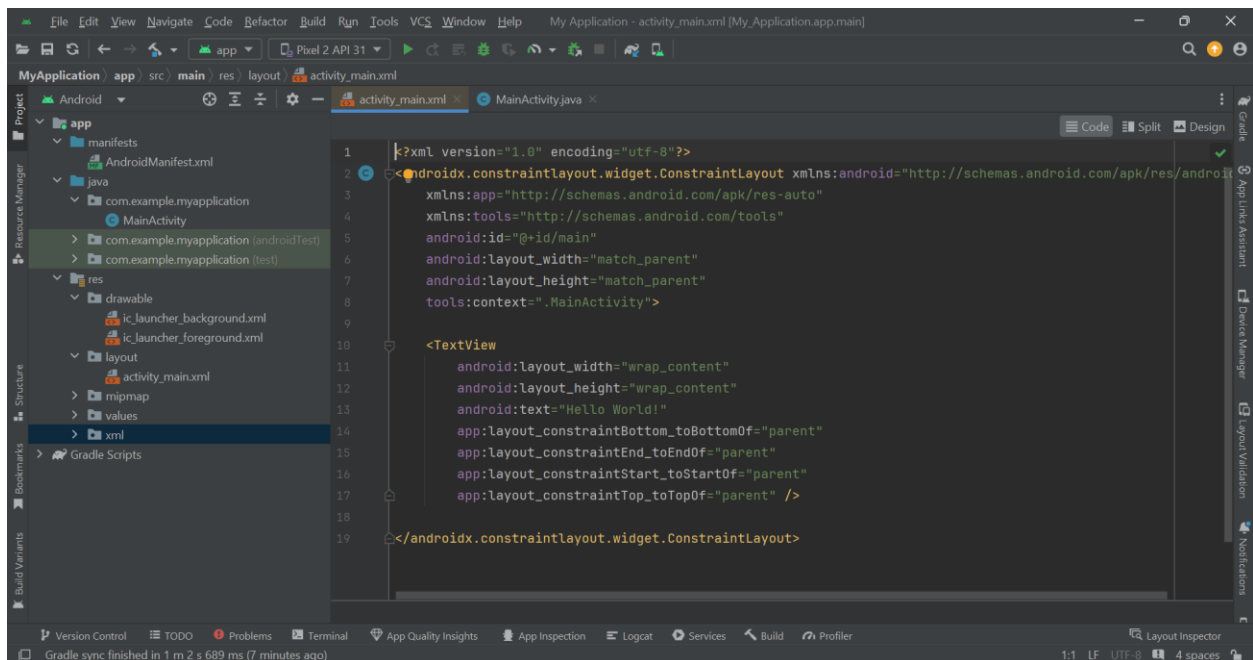 File Edit View Navigate Code Refactor Build Run Tools VCS Window Help My Application - activity_main.xml [My_Application.app.main]
app Pixel 2 API 31
MyApplication app src main res layout activity_main.xml
Android
activity_main.xml MainActivity.java
Code Split Design
app
manifests
AndroidManifest.xml
java
com.example.myapplication
MainActivity
com.example.myapplication (androidTest)
com.example.myapplication (test)
res
drawable
ic_launcher_background.xml
ic_launcher_foreground.xml
layout
activity_main.xml
mipmap
values
xml
Gradle Scripts
1 <?xml version="1.0" encoding="utf-8"?>
2 <androidx.constraintlayout.widget.ConstraintLayout xmlns:android="http://schemas.android.com/apk/res/android
3 xmlns:app="http://schemas.android.com/apk/res-auto"
4 xmlns:tools="http://schemas.android.com/tools"
5 android:id="@+id/main"
6 android:layout_width="match_parent"
7 android:layout_height="match_parent"
8 tools:context=".MainActivity">
9
10 <TextView
11 android:layout_width="wrap_content"
12 android:layout_height="wrap_content"
13 android:text="Hello World!"
14 app:layout_constraintBottom_toBottomOf="parent"
15 app:layout_constraintEnd_toEndOf="parent"
16 app:layout_constraintStart_toStartOf="parent"
17 app:layout_constraintTop_toTopOf="parent" />
18
19 </androidx.constraintlayout.widget.ConstraintLayout>
Project
Resource Manager
Structure
Bookmarks
Build Variants
Gradle
App Links Assistant
Device Manager
Layout Validation
Notifications
Version Control TODO Problems Terminal App Quality Insights App Inspection Logcat Services Build Profiler Layout Inspector
Gradle sync finished in 1 m 2 s 689 ms (7 minutes ago) 1:1 LF UTF-8 4 spaces